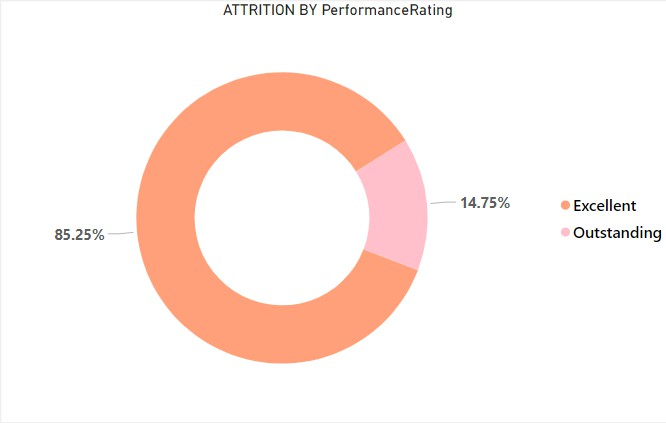 ATTRITION BY PerformanceRating
14.75%
Excellent
Outstanding
85.25%